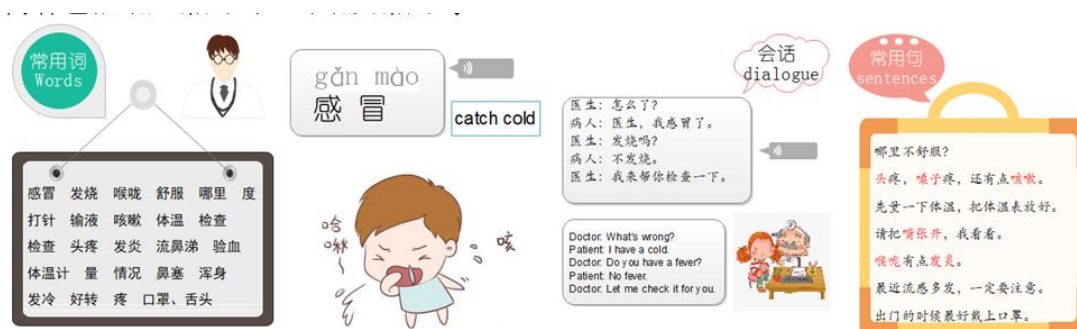 常用词
Words
感冒 发烧 喉咙 舒服 哪里 度
打针 输液 咳嗽 体温 检查
检查 头疼 发炎 流鼻涕 验血
体温计 量 情况 鼻塞 浑身
发冷 好转 疼 口罩、舌头
gǎn mào
感冒
catch cold
哈
啾
咳
会话
dialogue
医生：怎么了？
病人：医生，我感冒了。
医生：发烧吗？
病人：不发烧。
医生：我来帮你检查一下。
Doctor: What's wrong?
Patient: I have a cold.
Doctor: Do you have a fever?
Patient: No fever.
Doctor: Let me check it for you.
常用句
sentences
哪里不舒服？
头疼，嗓子疼，还有点咳嗽。
先量一下体温，把体温表放好。
请把嘴张开，我看看。
喉咙有点发炎。
最近流感多发，一定要注意。
出门的时候最好戴上口罩。